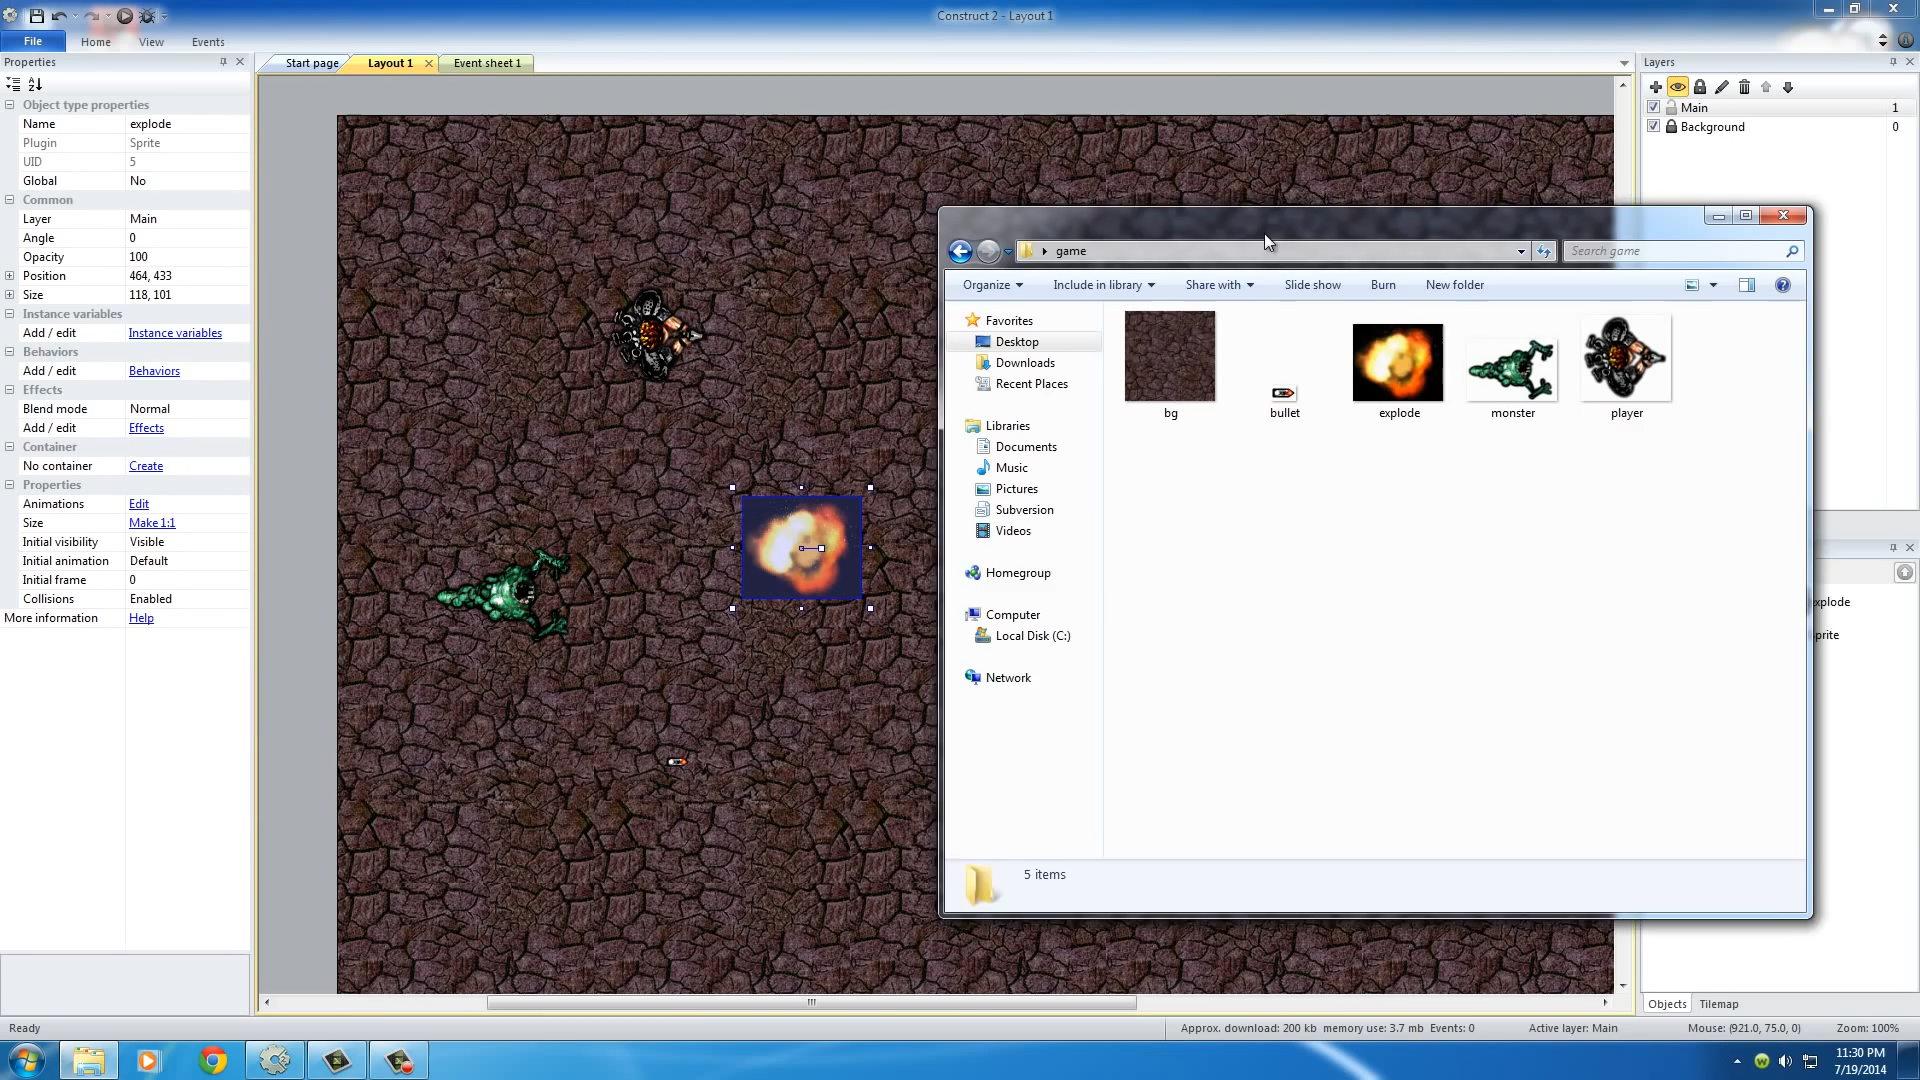 Construct 2 - Layout 1
File
Home
View
Events
Properties
Start page
Layout 1
Event sheet 1
Layers
Object type properties
Name explode
Plugin Sprite
UID 5
Global No
Common
Layer Main
Angle 0
Opacity 100
Position 464, 433
Size 118, 101
Instance variables
Add / edit Instance variables
Behaviors
Add / edit Behaviors
Effects
Blend mode Normal
Add / edit Effects
Container
No container Create
Properties
Animations Edit
Size Make 1:1
Initial visibility Visible
Initial animation Default
Initial frame 0
Collisions Enabled
More information Help
Main 1
Background 0
game
Search game
Organize
Include in library
Share with
Slide show
Burn
New folder
Favorites
Desktop
Downloads
Recent Places
Libraries
Documents
Music
Pictures
Subversion
Videos
Homegroup
Computer
Local Disk (C:)
Network
bg
bullet
explode
monster
player
5 items
xplode
prite
Objects
Tilemap
Ready
Approx. download: 200 kb memory use: 3.7 mb Events: 0
Active layer: Main
Mouse: (921.0, 75.0, 0)
Zoom: 100%
11:30 PM
7/19/2014